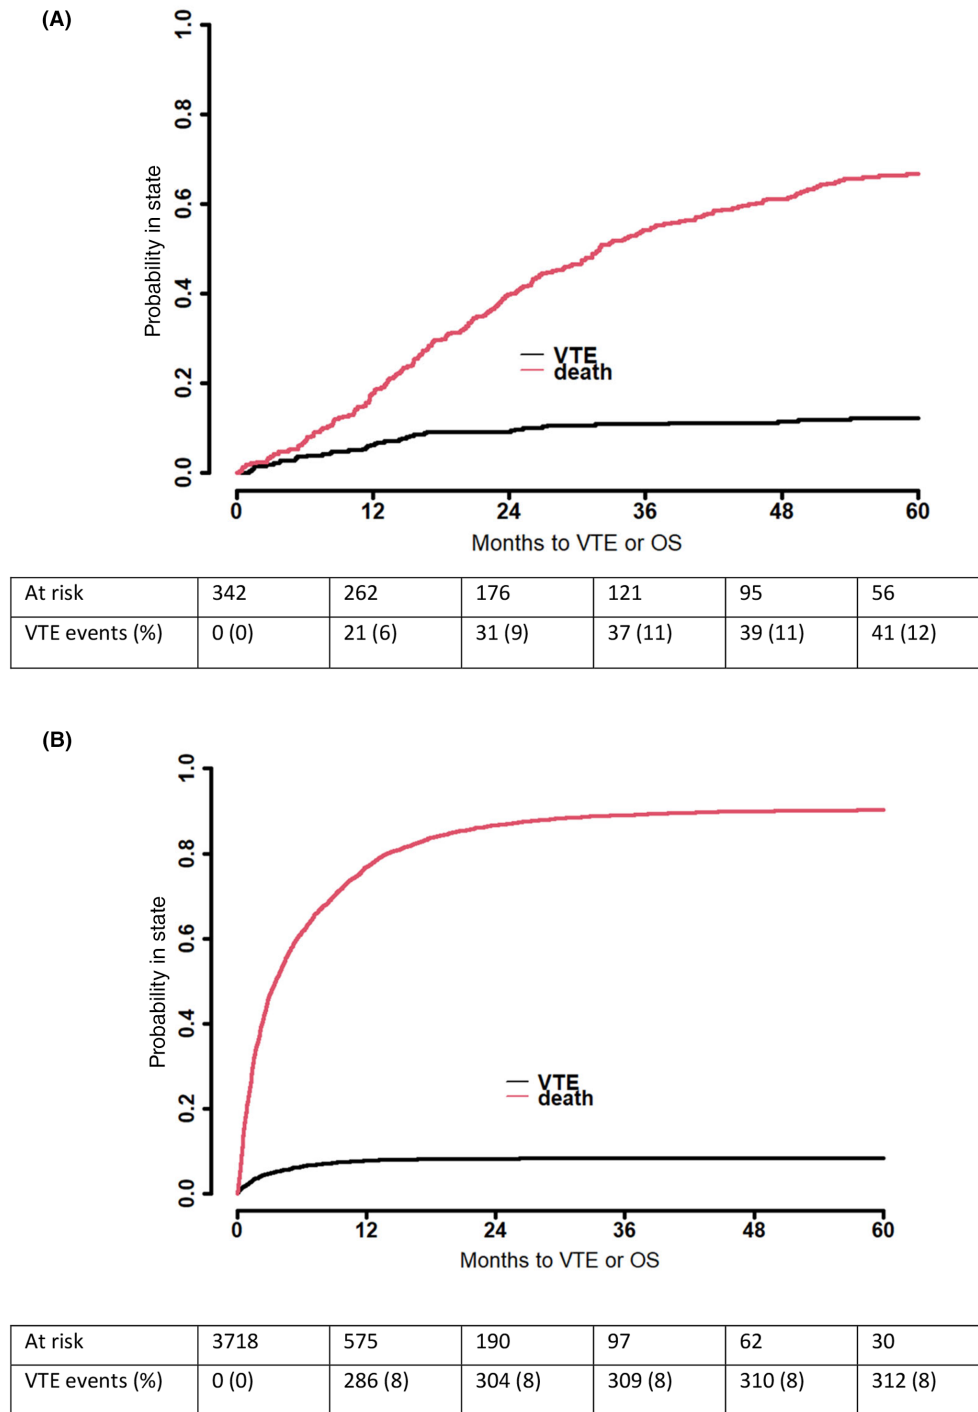 (A)
1.0
0.8
0.6
0.4
0.2
0.0
Probability in state
VTE
death
0 12 24 36 48 60
Months to VTE or OS
At risk 342 262 176 121 95 56
VTE events (%) 0 (0) 21 (6) 31 (9) 37 (11) 39 (11) 41 (12)
(B)
1.0
0.8
0.6
0.4
0.2
0.0
Probability in state
VTE
death
0 12 24 36 48 60
Months to VTE or OS
At risk 3718 575 190 97 62 30
VTE events (%) 0 (0) 286 (8) 304 (8) 309 (8) 310 (8) 312 (8)